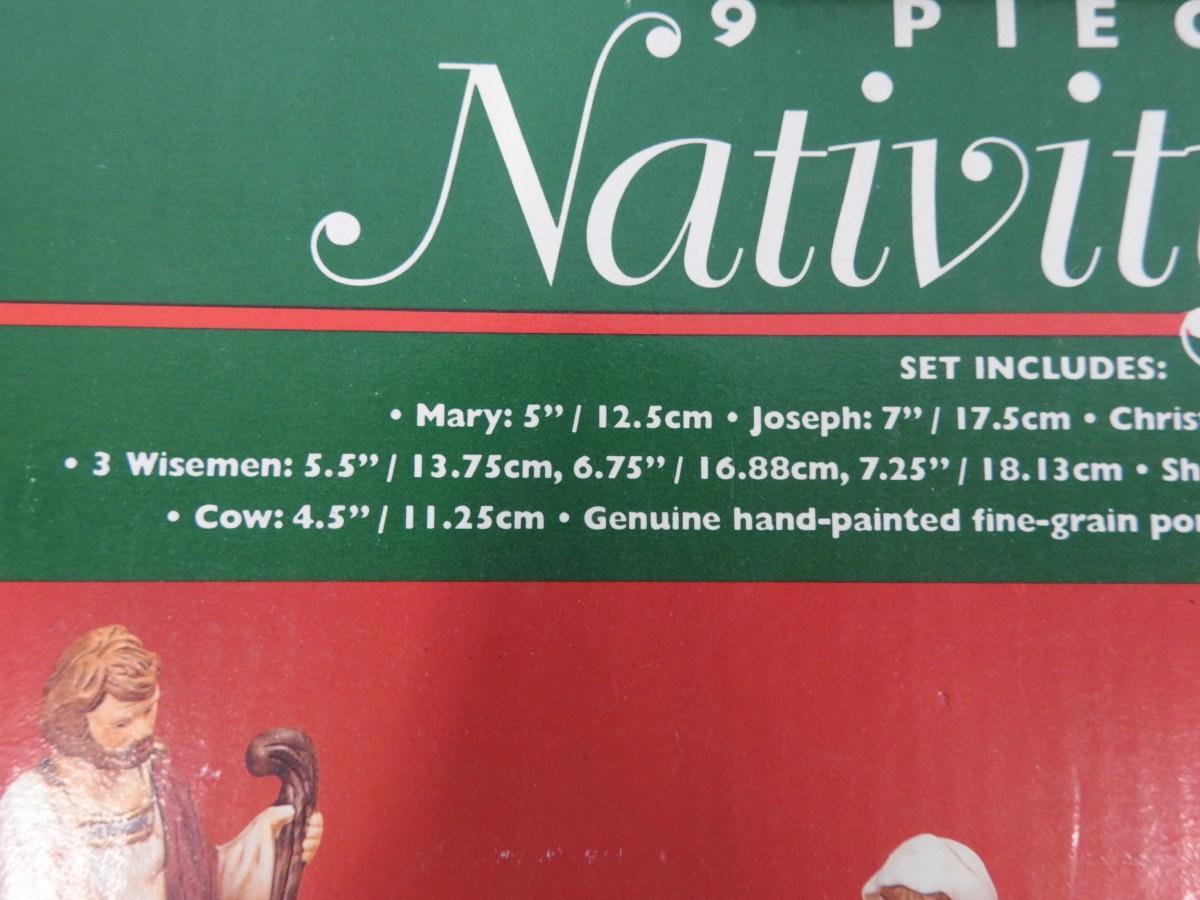 9 PIEC
Nativity
SET INCLUDES:
• Mary: 5”/ 12.5cm • Joseph: 7”/ 17.5cm • Chris
• 3 Wisemen: 5.5”/ 13.75cm, 6.75”/ 16.88cm, 7.25”/ 18.13cm • Sh
• Cow: 4.5”/ 11.25cm • Genuine hand-painted fine-grain po